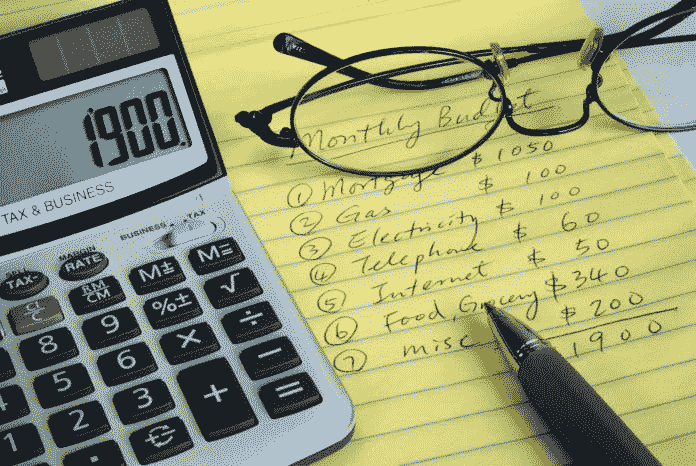 1900.
TAX & BUSINESS
BUSINESS TAX
TAX-
MARGIN
RATE
M±
M=
C/
CE
RM
CM
%±
√
8
9
×
÷
5
6
−
2
3
+
=
1
.
Monthly Budget
① Mortgage $ 1050
② Gas $ 100
③ Electricity $ 100
④ Telephone $ 60
⑤ Internet $ 50
⑥ Food, Grocery $ 340
⑦ misc $ 200
1900